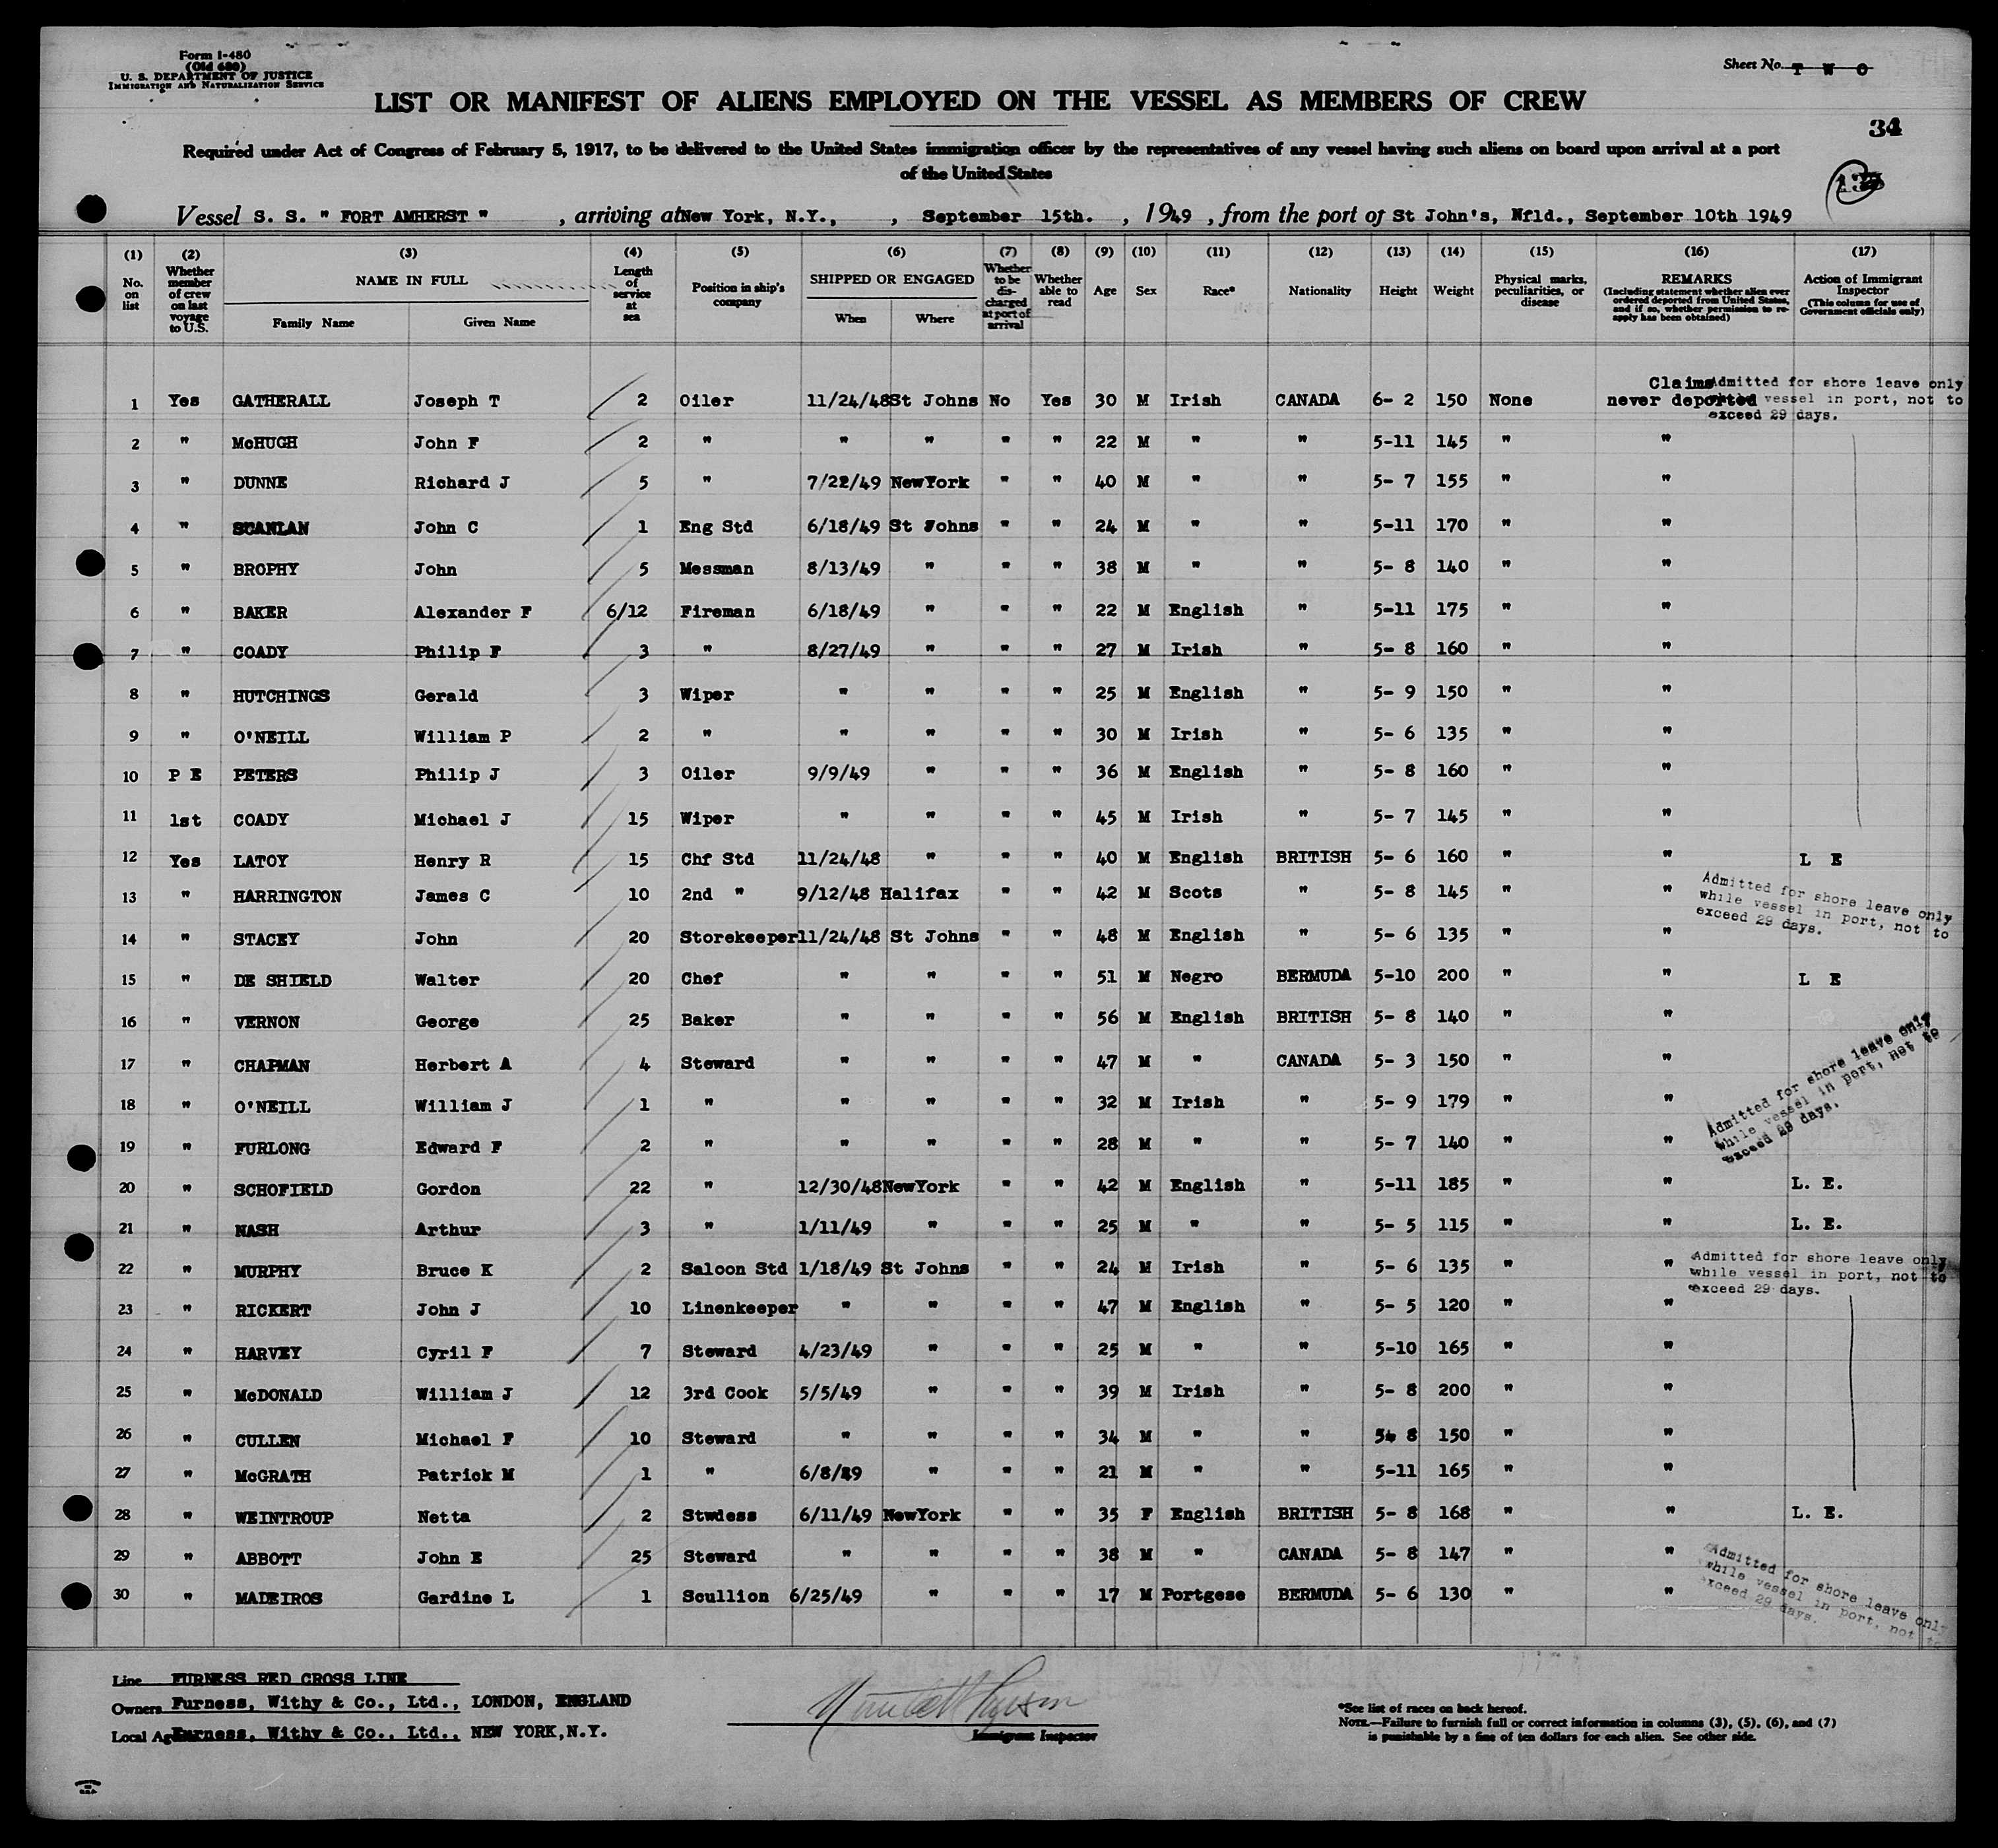 Form I-480
(Old 680)
U. S. DEPARTMENT OF JUSTICE
IMMIGRATION AND NATURALIZATION SERVICE
Sheet No. T W O
LIST OR MANIFEST OF ALIENS EMPLOYED ON THE VESSEL AS MEMBERS OF CREW
34
Required under Act of Congress of February 5, 1917, to be delivered to the United States immigration officer by the representatives of any vessel having such aliens on board upon arrival at a port
of the United States
Vessel S. S. " FORT AMHERST " , arriving at New York, N.Y., , September 15th. , 1949 , from the port of St John's, Nfld., September 10th 1949
(1) No. on list (2) Whether member of crew on last voyage to U.S. (3) NAME IN FULL Family Name Given Name (4) Length of service at sea (5) Position in ship's company (6) SHIPPED OR ENGAGED When Where (7) Whether to be discharged at port of arrival (8) Whether able to read (9) Age (10) Sex (11) Race* (12) Nationality (13) Height (14) Weight (15) Physical marks, peculiarities, or disease (16) REMARKS (Including statement whether alien ever ordered deported from United States, and if so, whether permission to re-apply has been obtained) (17) Action of Immigrant Inspector (This column for use of Government officials only)
1 Yes GATHERALL Joseph T 2 Oiler 11/24/48 St Johns No Yes 30 M Irish CANADA 6- 2 150 None Claims never deported Admitted for shore leave only vessel in port, not to exceed 29 days.
2 " McHUGH John F 2 " " " " " 22 M " " 5-11 145 " "
3 " DUNNE Richard J 5 " 7/22/49 NewYork " " 40 M " " 5- 7 155 " "
4 " SCANLAN John C 1 Eng Std 6/18/49 St Johns " " 24 M " " 5-11 170 " "
5 " BROPHY John 5 Messman 8/13/49 " " " 38 M " " 5- 8 140 " "
6 " BAKER Alexander F 6/12 Fireman 6/18/49 " " " 22 M English " 5-11 175 " "
7 " COADY Philip F 3 " 8/27/49 " " " 27 M Irish " 5- 8 160 " "
8 " HUTCHINGS Gerald 3 Wiper " " " " 25 M English " 5- 9 150 " "
9 " O'NEILL William P 2 " " " " " 30 M Irish " 5- 6 135 " "
10 P E PETERS Philip J 3 Oiler 9/9/49 " " " 36 M English " 5- 8 160 " "
11 1st COADY Michael J 15 Wiper " " " " 45 M Irish " 5- 7 145 " "
12 Yes LATOY Henry R 15 Chf Std 11/24/48 " " " 40 M English BRITISH 5- 6 160 " " L E
13 " HARRINGTON James C 10 2nd " 9/12/48 Halifax " " 42 M Scots " 5- 8 145 " " Admitted for shore leave only while vessel in port, not to exceed 29 days.
14 " STACEY John 20 Storekeeper 11/24/48 St Johns " " 48 M English " 5- 6 135 " "
15 " DE SHIELD Walter 20 Chef " " " " 51 M Negro BERMUDA 5-10 200 " " L E
16 " VERNON George 25 Baker " " " " 56 M English BRITISH 5- 8 140 " "
17 " CHAPMAN Herbert A 4 Steward " " " " 47 M " CANADA 5- 3 150 " "
18 " O'NEILL William J 1 " " " " " 32 M Irish " 5- 9 179 " " Admitted for shore leave only while vessel in port, not to exceed 29 days.
19 " FURLONG Edward F 2 " " " " " 28 M " " 5- 7 140 " "
20 " SCHOFIELD Gordon 22 " 12/30/48 NewYork " " 42 M English " 5-11 185 " " L. E.
21 " NASH Arthur 3 " 1/11/49 " " " 25 M " " 5- 5 115 " " L. E.
22 " MURPHY Bruce K 2 Saloon Std 1/18/49 St Johns " " 24 M Irish " 5- 6 135 " " Admitted for shore leave only while vessel in port, not to exceed 29 days.
23 " RICKERT John J 10 Linenkeeper " " " " 47 M English " 5- 5 120 " "
24 " HARVEY Cyril F 7 Steward 4/23/49 " " " 25 M " " 5-10 165 " "
25 " McDONALD William J 12 3rd Cook 5/5/49 " " " 39 M Irish " 5- 8 200 " "
26 " CULLEN Michael F 10 Steward " " " " 34 M " " 5- 8 150 " "
27 " McGRATH Patrick M 1 " 6/8/49 " " " 21 M " " 5-11 165 " "
28 " WEINTROUP Netta 2 Stwdess 6/11/49 NewYork " " 35 F English BRITISH 5- 8 168 " " L. E.
29 " ABBOTT John E 25 Steward " " " " 38 M " CANADA 5- 8 147 " " Admitted for shore leave only while vessel in port, not to exceed 29 days.
30 " MADEIROS Gardine L 1 Scullion 6/25/49 " " " 17 M Portgese BERMUDA 5- 6 130 " "
Line FURNESS RED CROSS LINE
Owners Furness, Withy & Co., Ltd., LONDON, ENGLAND
Local Ag Furness, Withy & Co., Ltd., NEW YORK, N.Y.
Immigrant Inspector
*See list of races on back hereof.
NOTE.—Failure to furnish full or correct information in columns (3), (5), (6), and (7)
is punishable by a fine of ten dollars for each alien. See other side.